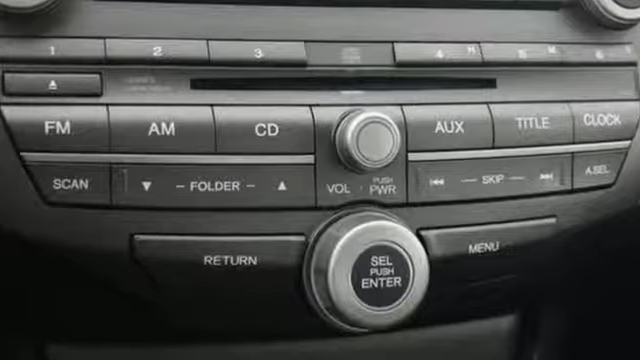 1 2 3 4 5 6
FM AM CD AUX TITLE CLOCK
SCAN FOLDER VOL PUSH PWR SKIP A.SEL
RETURN SEL PUSH ENTER MENU